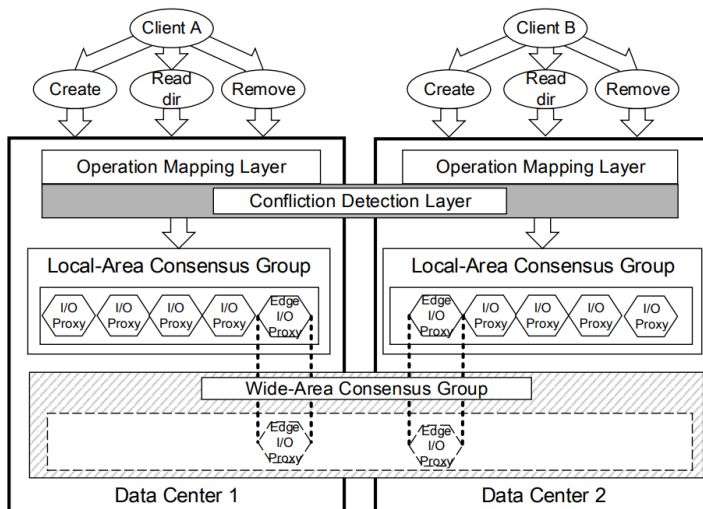 Client A
Client B
Create
Read
dir
Remove
Create
Read
dir
Remove
Operation Mapping Layer
Operation Mapping Layer
Confliction Detection Layer
Local-Area Consensus Group
Local-Area Consensus Group
I/O
Proxy
I/O
Proxy
I/O
Proxy
I/O
Proxy
Edge
I/O
Proxy
Edge
I/O
Proxy
I/O
Proxy
I/O
Proxy
I/O
Proxy
I/O
Proxy
Wide-Area Consensus Group
Edge
I/O
Proxy
Edge
I/O
Proxy
Data Center 1
Data Center 2